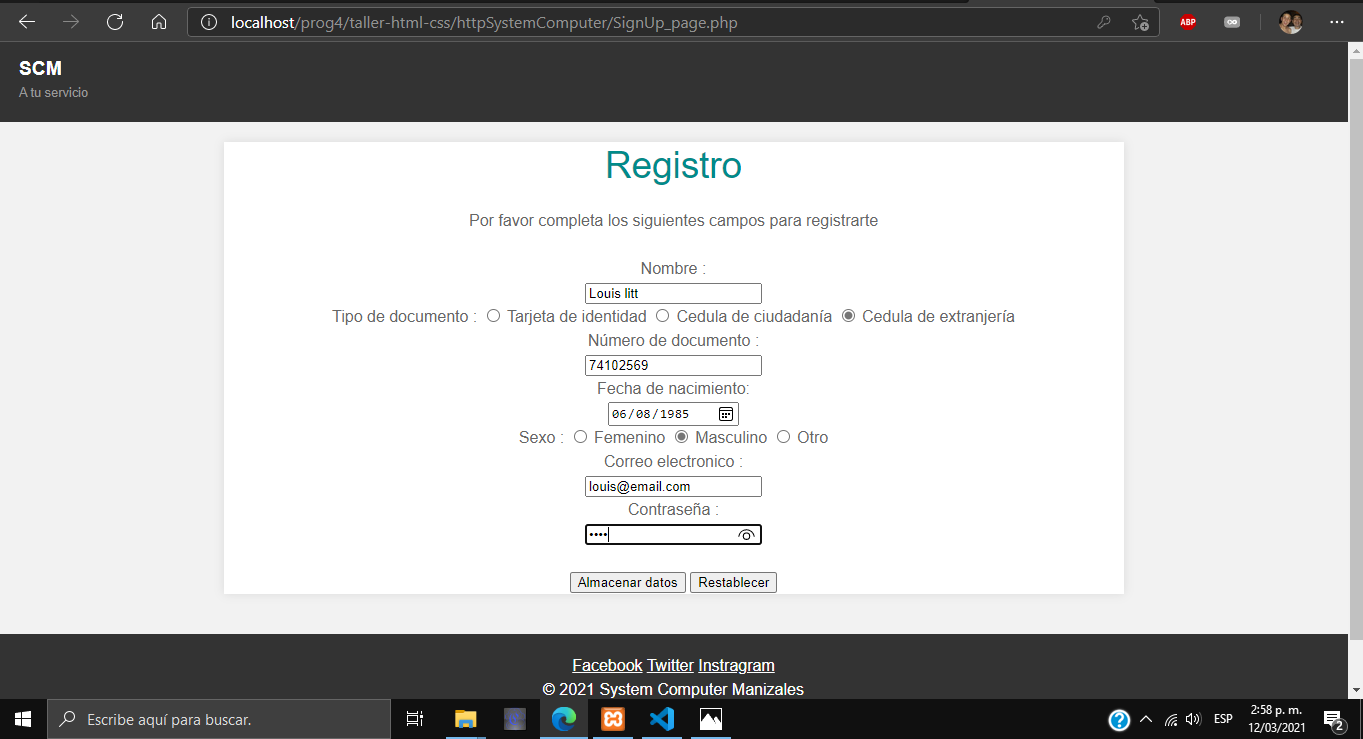 localhost/prog4/taller-html-css/httpSystemComputer/SignUp_page.php
ABP
SCM
A tu servicio
Registro
Por favor completa los siguientes campos para registrarte
Nombre :
Louis litt
Tipo de documento : Tarjeta de identidad Cedula de ciudadanía Cedula de extranjería
Número de documento :
74102569
Fecha de nacimiento:
06/08/1985
Sexo : Femenino Masculino Otro
Correo electronico :
louis@email.com
Contraseña :
••••
Almacenar datos Restablecer
Facebook Twitter Instragram
© 2021 System Computer Manizales
Escribe aquí para buscar.
ESP
2:58 p. m.
12/03/2021
2